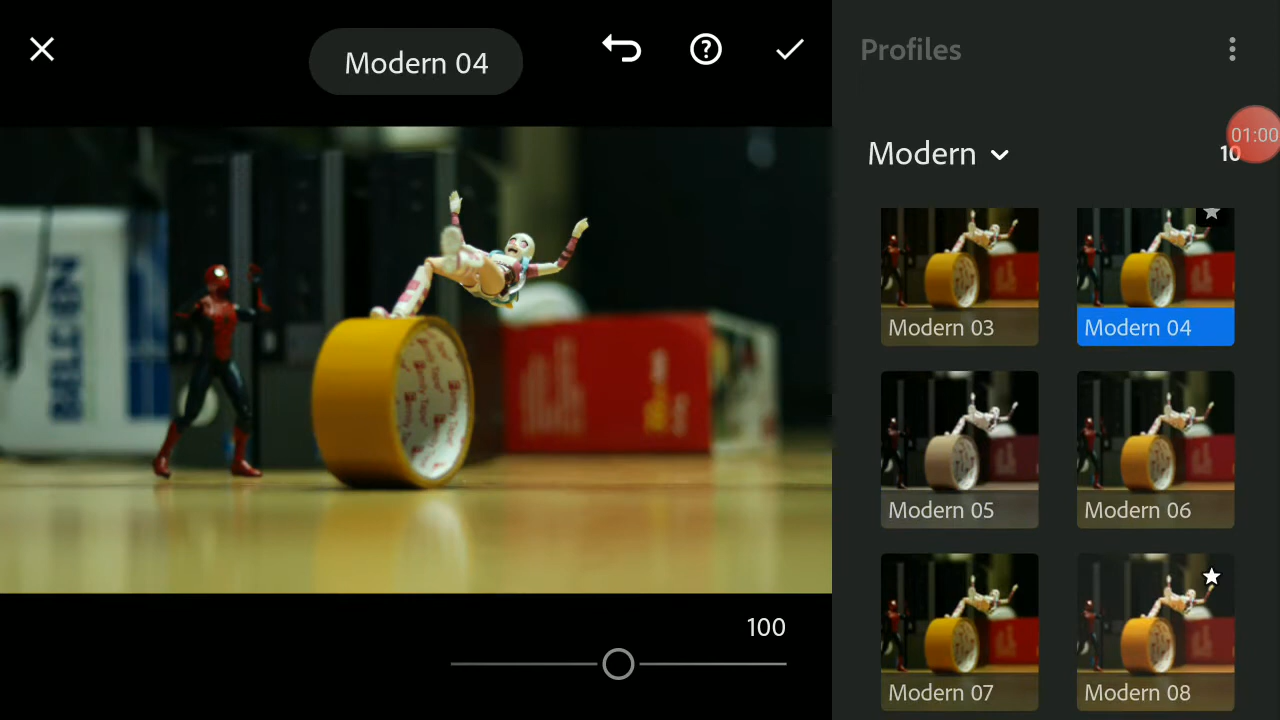 Modern 04
Profiles
01:00
Modern
10
Modern 03
Modern 04
Modern 05
Modern 06
Modern 07
Modern 08
100